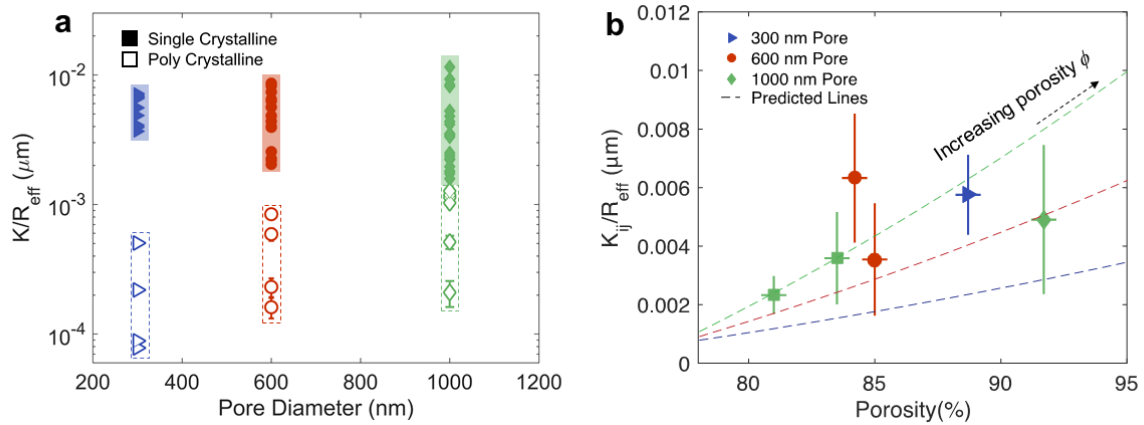 a
Single Crystalline
Poly Crystalline
K/R_eff (μm)
10^-2
10^-3
10^-4
200 400 600 800 1000 1200
Pore Diameter (nm)
b
300 nm Pore
600 nm Pore
1000 nm Pore
Predicted Lines
Increasing porosity ϕ
K_ij/R_eff (μm)
0.012
0.01
0.008
0.006
0.004
0.002
0
80 85 90 95
Porosity(%)